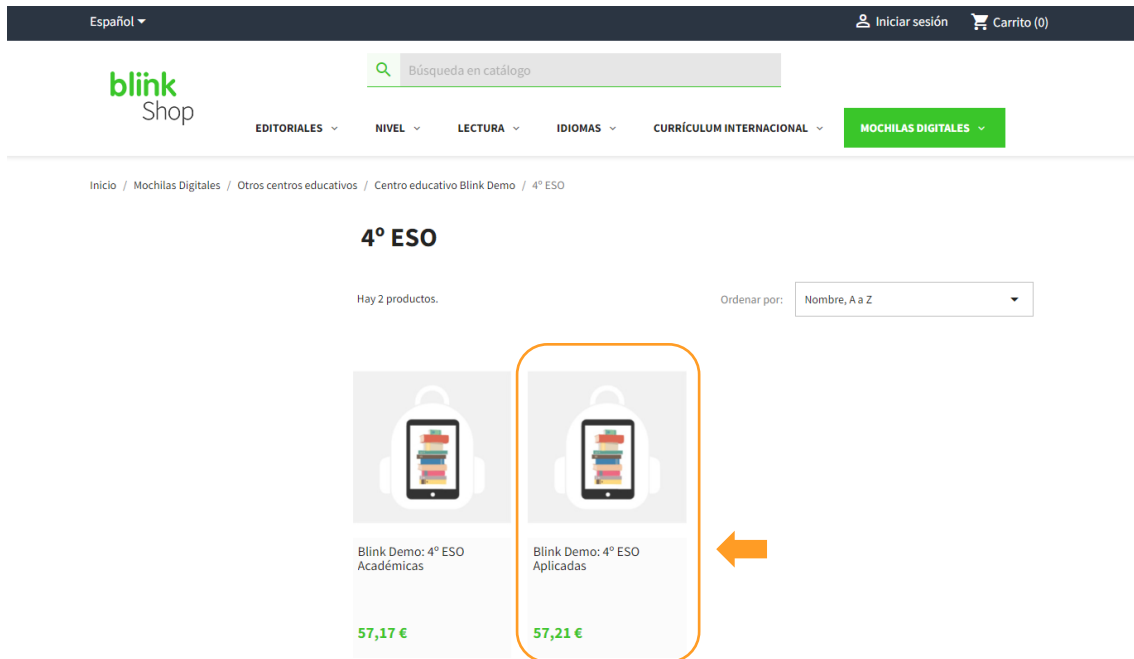 Español
Iniciar sesión
Carrito (0)
blink
Shop
Búsqueda en catálogo
EDITORIALES
NIVEL
LECTURA
IDIOMAS
CURRÍCULUM INTERNACIONAL
MOCHILAS DIGITALES
Inicio / Mochilas Digitales / Otros centros educativos / Centro educativo Blink Demo / 4º ESO
4º ESO
Hay 2 productos.
Ordenar por:
Nombre, A a Z
Blink Demo: 4º ESO
Académicas
57,17 €
Blink Demo: 4º ESO
Aplicadas
57,21 €